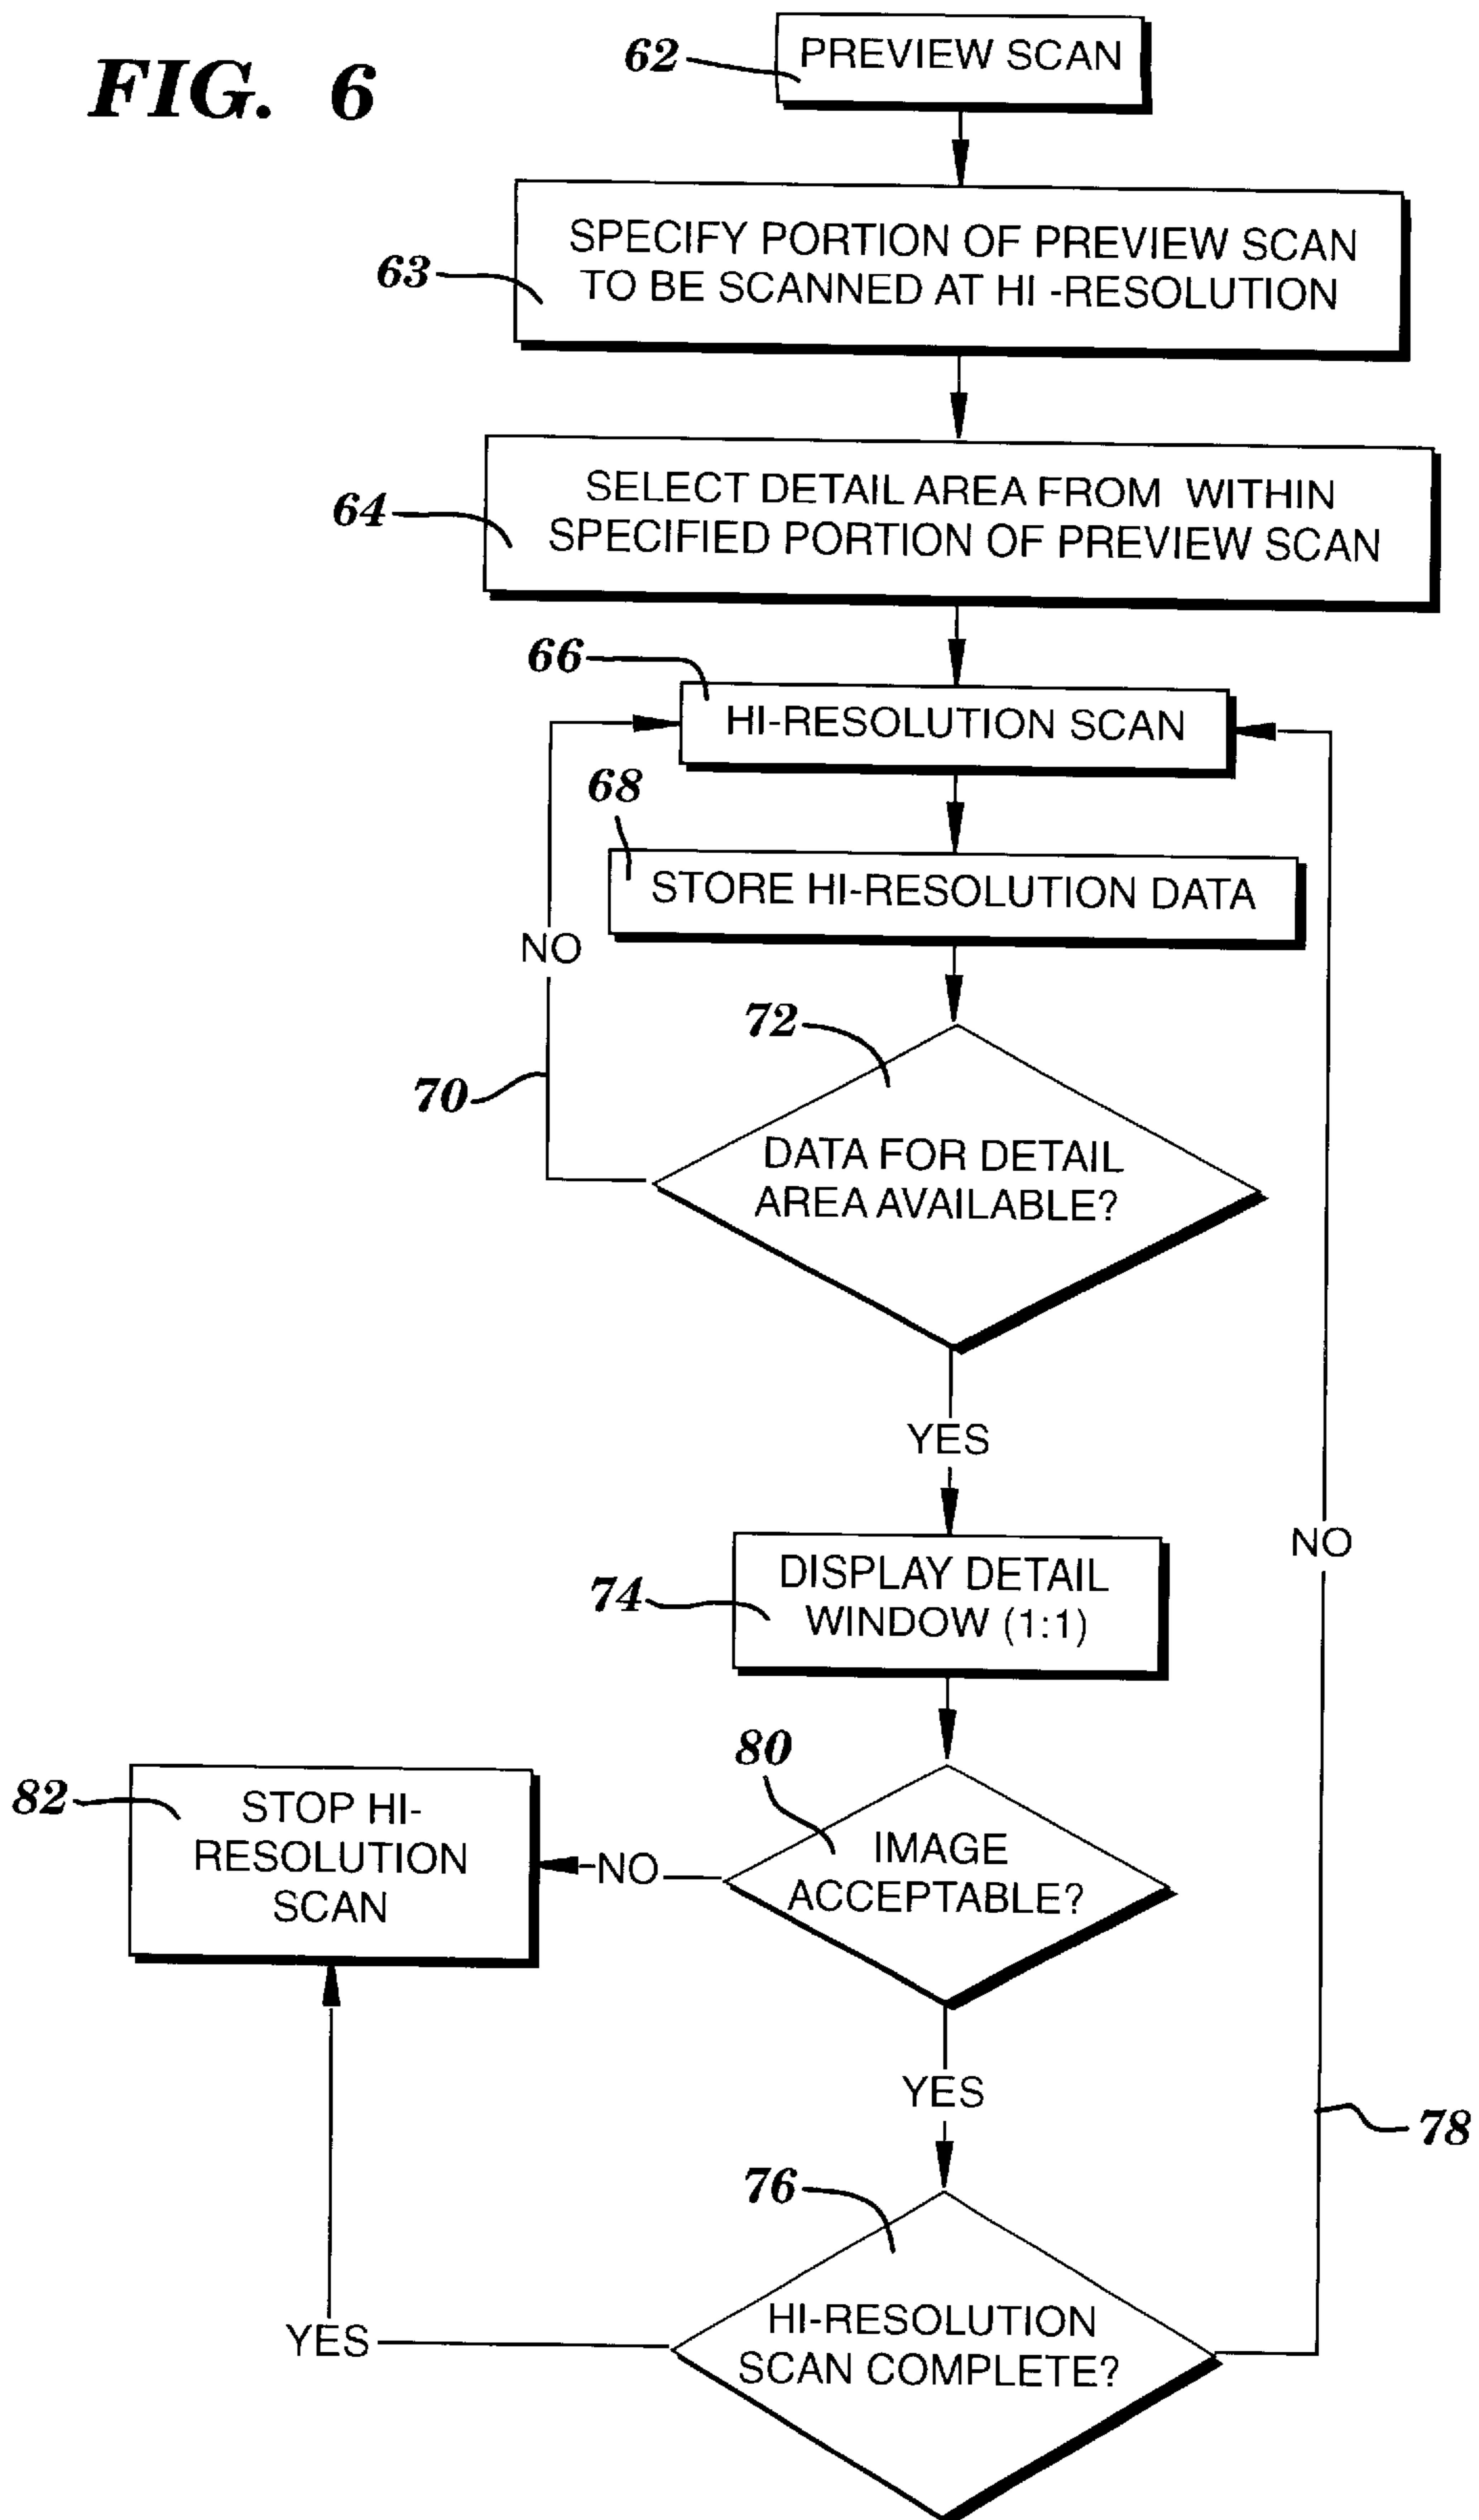 FIG. 6
62
PREVIEW SCAN
63
SPECIFY PORTION OF PREVIEW SCAN
TO BE SCANNED AT HI -RESOLUTION
64
SELECT DETAIL AREA FROM WITHIN
SPECIFIED PORTION OF PREVIEW SCAN
66
HI-RESOLUTION SCAN
68
STORE HI-RESOLUTION DATA
NO
72
70
DATA FOR DETAIL
AREA AVAILABLE?
YES
NO
74
DISPLAY DETAIL
WINDOW (1:1)
80
82
STOP HI-
RESOLUTION
SCAN
NO
IMAGE
ACCEPTABLE?
YES
78
76
HI-RESOLUTION
SCAN COMPLETE?
YES